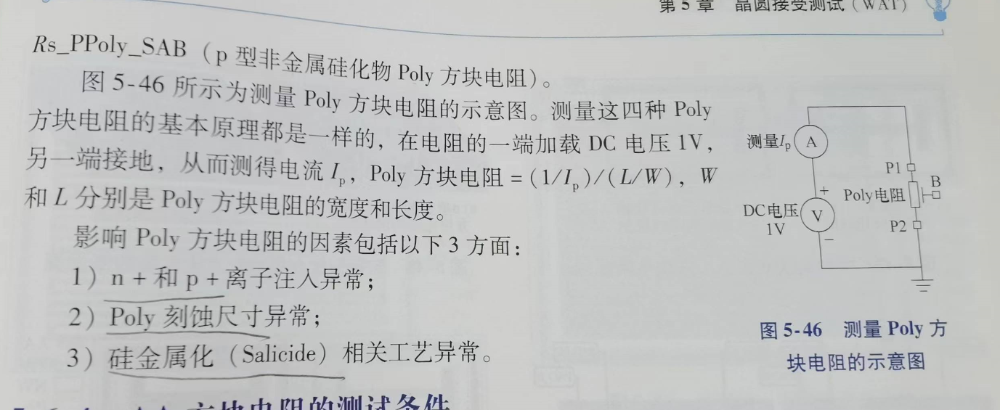 第 5 章 晶圆接受测试（WAT）
Rs_PPoly_SAB（p 型非金属硅化物 Poly 方块电阻）。
图 5-46 所示为测量 Poly 方块电阻的示意图。测量这四种 Poly
方块电阻的基本原理都是一样的，在电阻的一端加载 DC 电压 1V，
另一端接地，从而测得电流 Ip，Poly 方块电阻 = (1/Ip)/(L/W)，W
和 L 分别是 Poly 方块电阻的宽度和长度。
影响 Poly 方块电阻的因素包括以下 3 方面：
1）n + 和 p + 离子注入异常；
2）Poly 刻蚀尺寸异常；
3）硅金属化（Salicide）相关工艺异常。
测量Ip
A
P1
B
+
Poly电阻
DC电压
1V
V
P2
−
图 5-46 测量 Poly 方
块电阻的示意图
方块电阻的测试条件